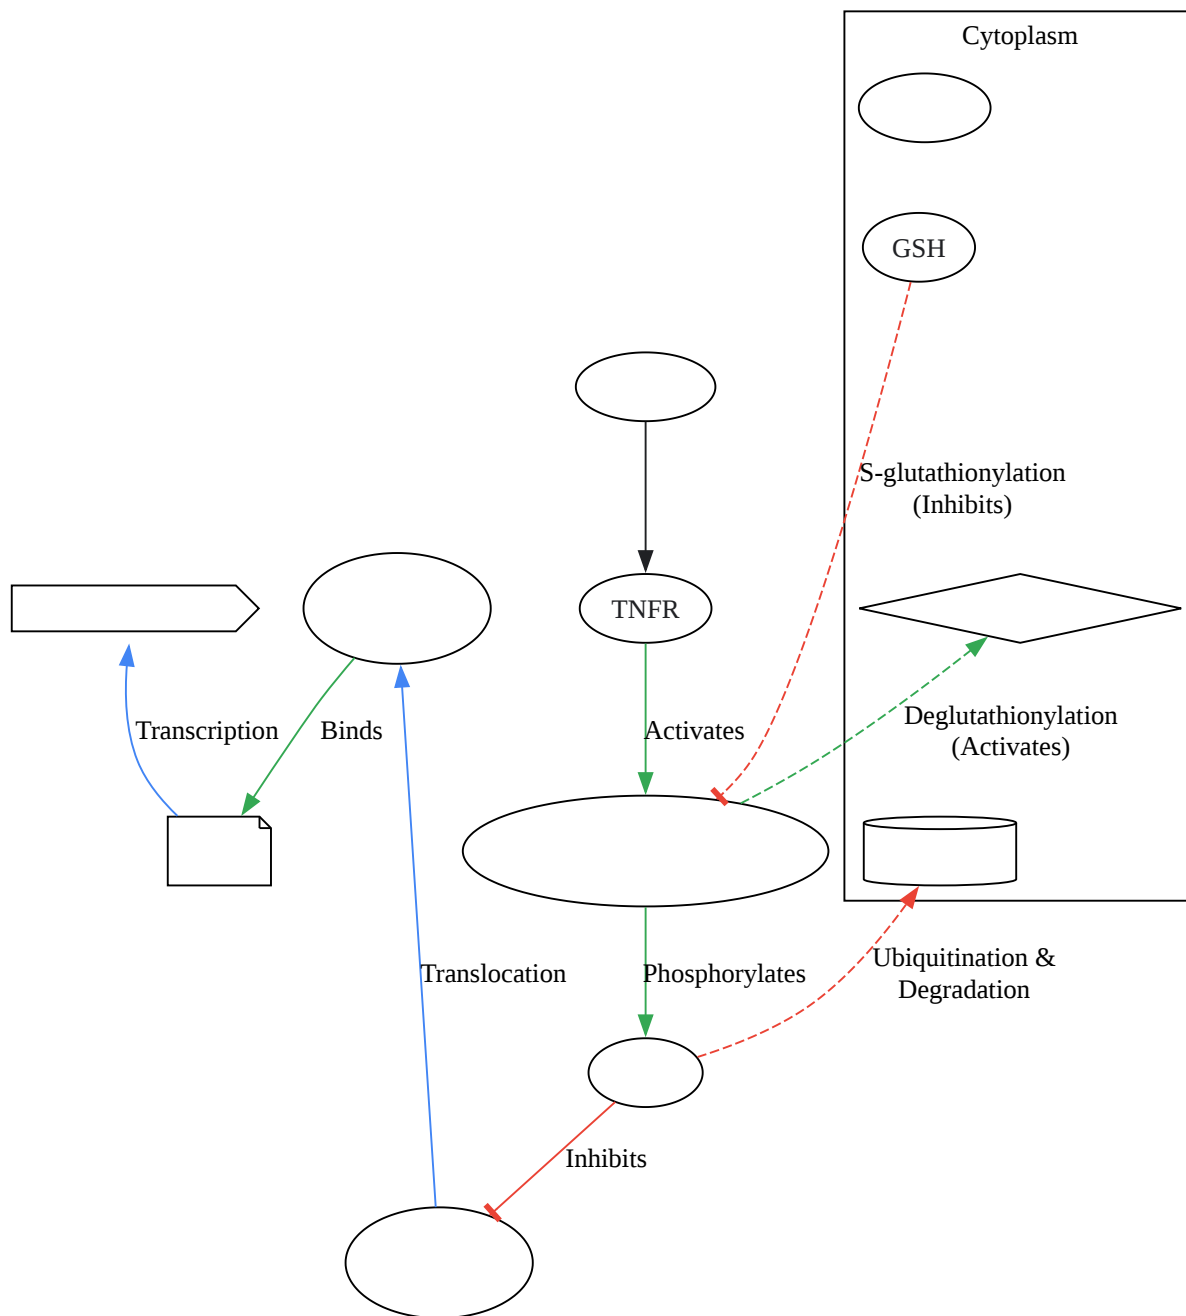 Cytoplasm
GSH
S-glutathionylation
(Inhibits)
TNFR
Transcription
Binds
Activates
Deglutathionylation
(Activates)
Translocation
Phosphorylates
Ubiquitination &
Degradation
Inhibits